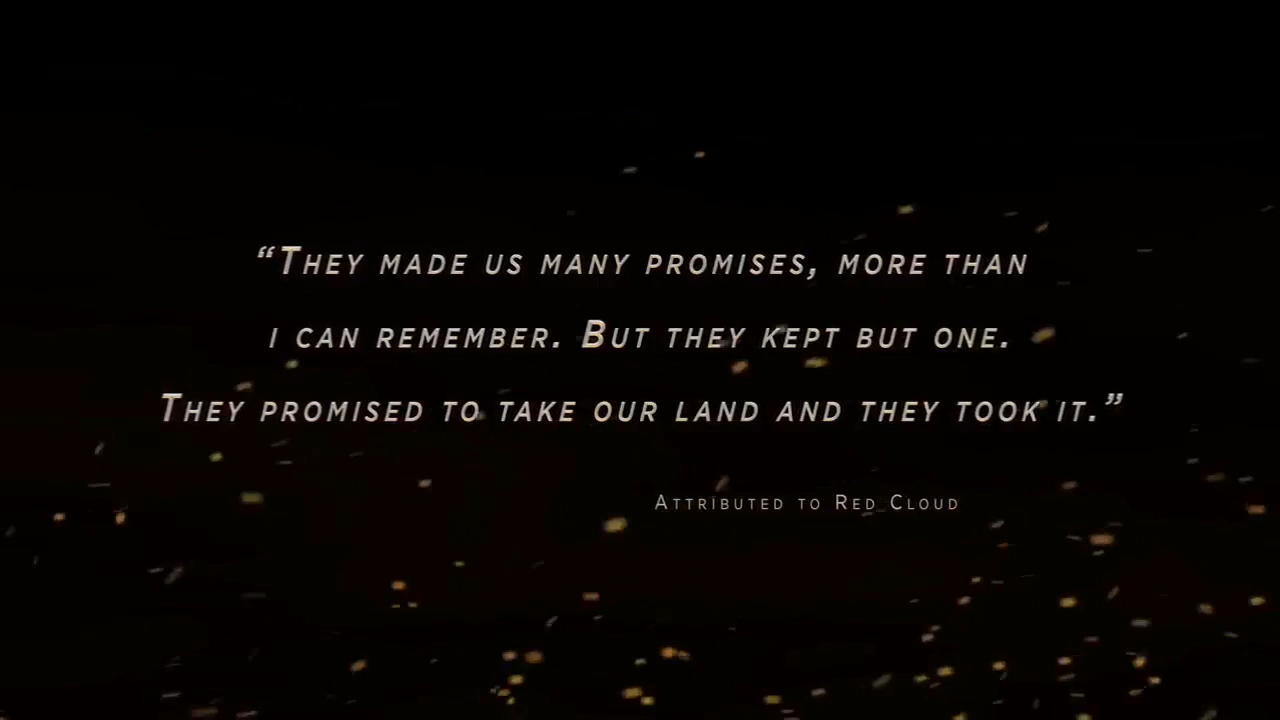 “They made us many promises, more than
I can remember. But they kept but one.
They promised to take our land and they took it.”
Attributed to Red Cloud